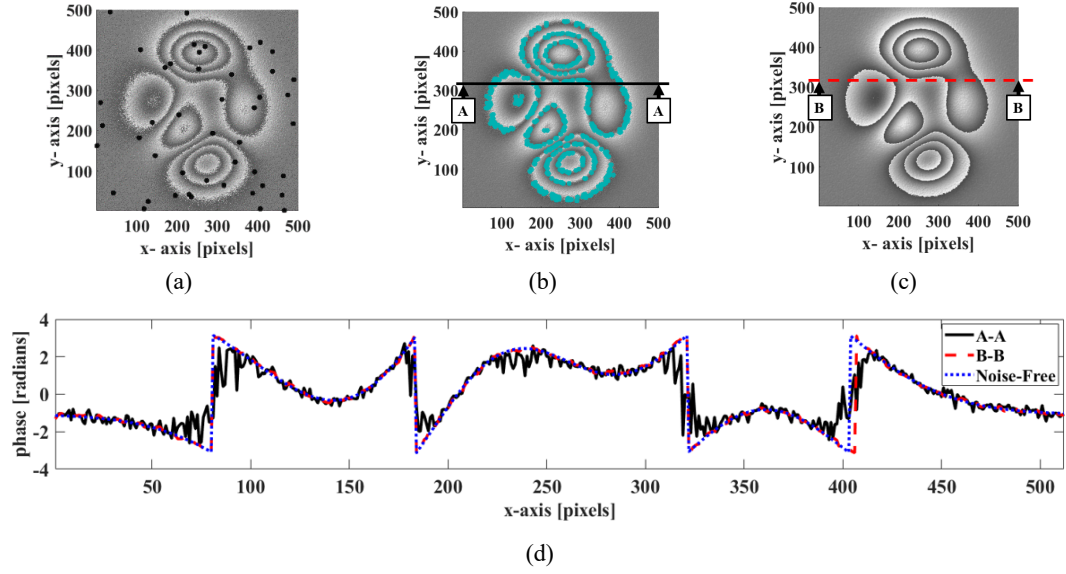 500
400
300
200
100
y- axis [pixels]
100 200 300 400 500
x- axis [pixels]
(a)
500
400
300
200
100
y- axis [pixels]
A A
100 200 300 400 500
x- axis [pixels]
(b)
500
400
300
200
100
y- axis [pixels]
B B
100 200 300 400 500
x- axis [pixels]
(c)
4
2
0
-2
-4
phase [radians]
A-A
B-B
Noise-Free
50 100 150 200 250 300 350 400 450 500
x-axis [pixels]
(d)